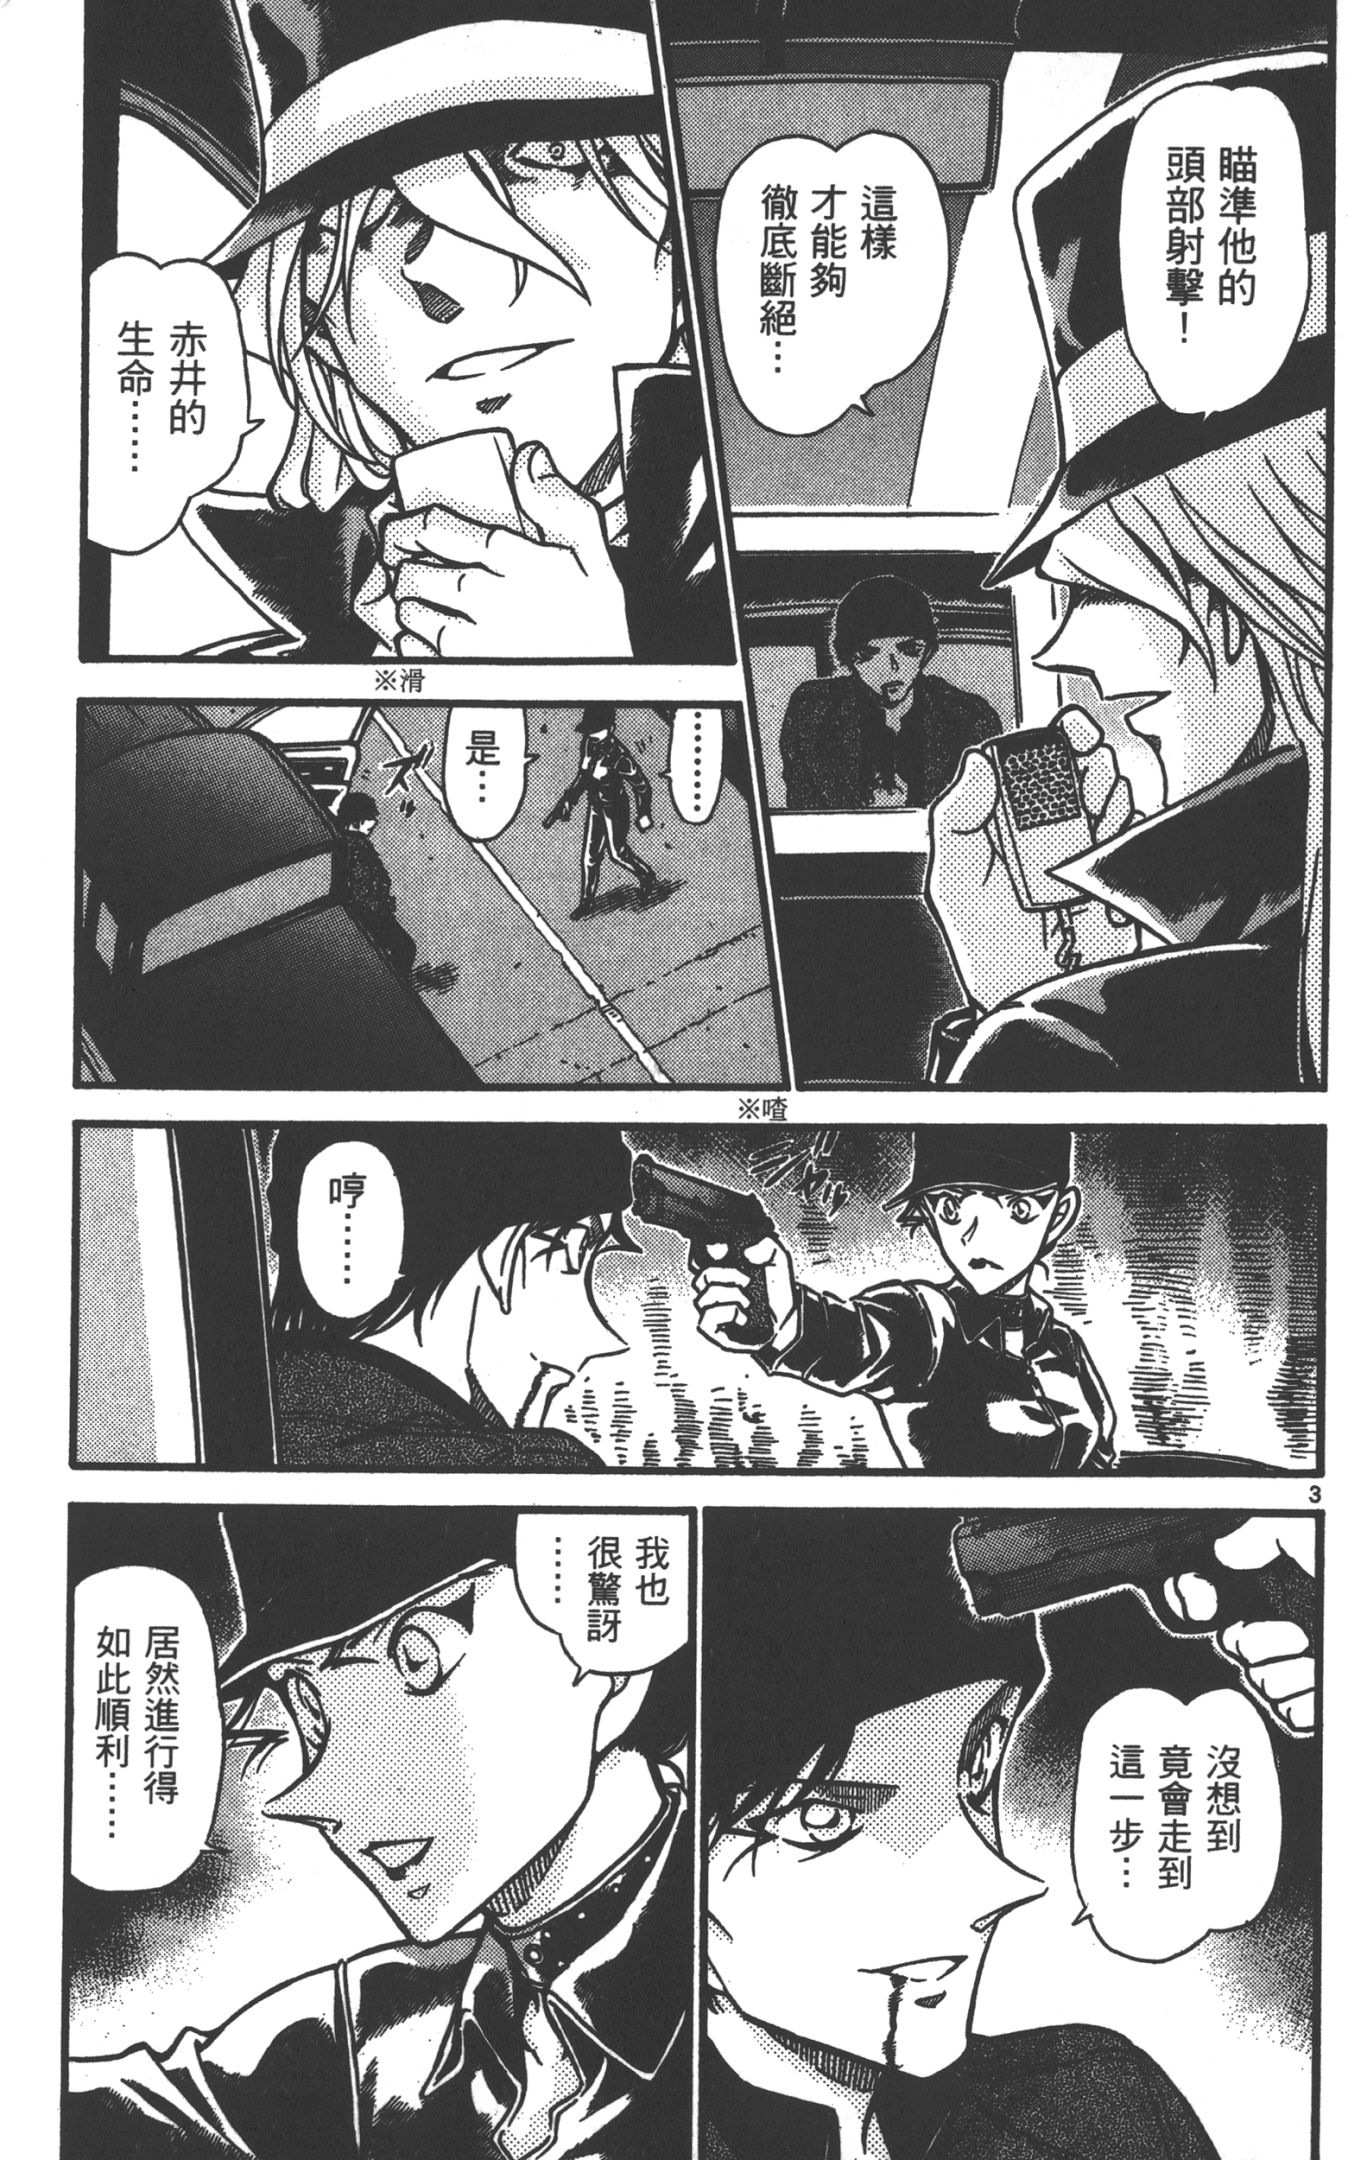 瞄準他的
頭部射擊！
這樣
才能夠
徹底斷絕…
赤井的
生命……
※滑
………
是…
ズ
※喳
哼……
沒想到
竟會走到
這一步…
我也
很驚訝
……
居然進行得
如此順利……
3